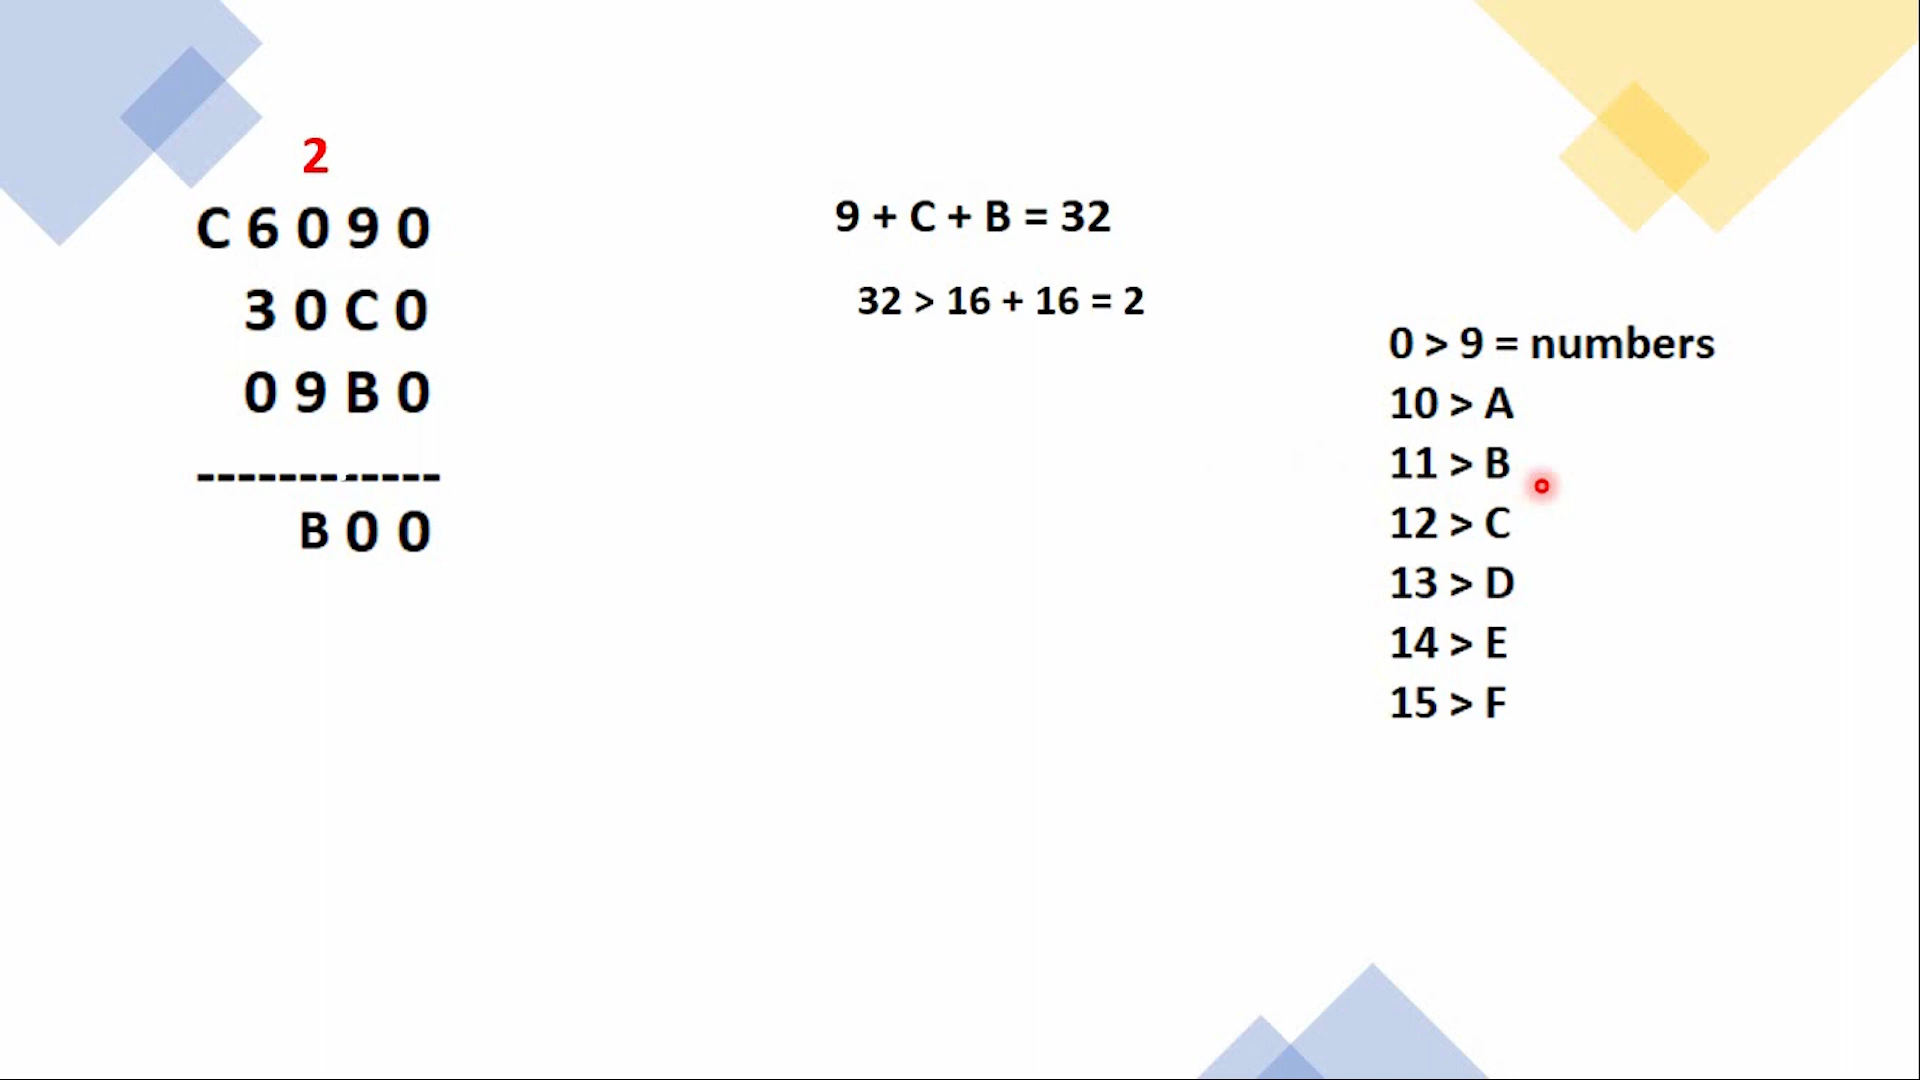 2
C 6 0 9 0
3 0 C 0
0 9 B 0
------------
B 0 0
9 + C + B = 32
32 > 16 + 16 = 2
0 > 9 = numbers
10 > A
11 > B
12 > C
13 > D
14 > E
15 > F